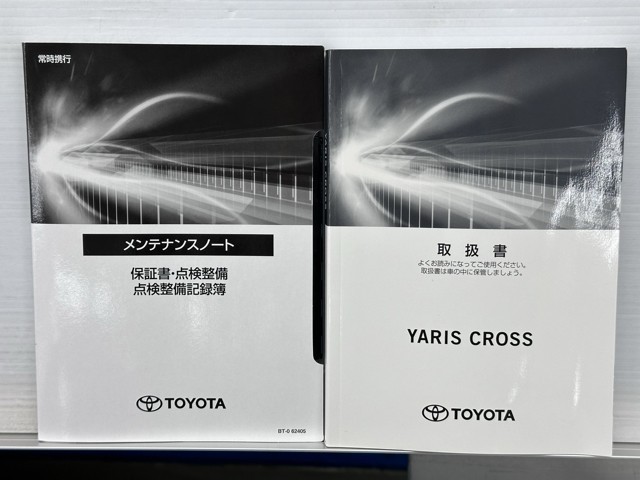 常時携行
メンテナンスノート
保証書・点検整備
点検整備記録簿
TOYOTA
BT-0 62405
YARIS CROSS
取扱書
よくお読みになってご使用ください。
取扱書は車の中に保管しましょう。
YARIS CROSS
TOYOTA